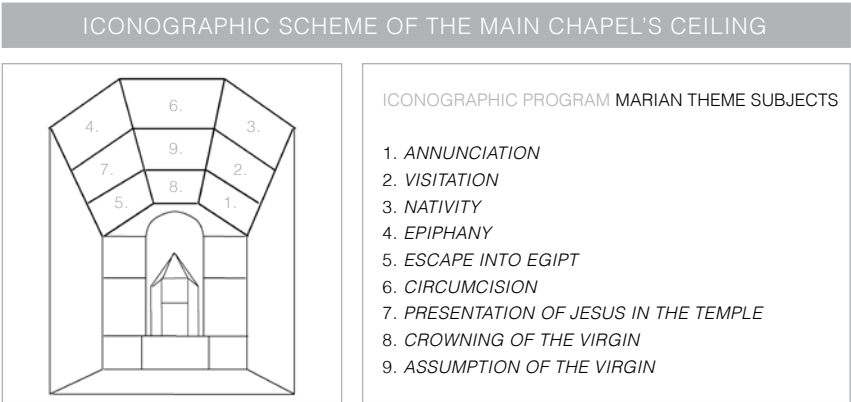 ICONOGRAPHIC SCHEME OF THE MAIN CHAPEL'S CEILING
6.
4.
3.
9.
7.
2.
8.
5.
1.
ICONOGRAPHIC PROGRAM MARIAN THEME SUBJECTS
1. ANNUNCIATION
2. VISITATION
3. NATIVITY
4. EPIPHANY
5. ESCAPE INTO EGIPT
6. CIRCUMCISION
7. PRESENTATION OF JESUS IN THE TEMPLE
8. CROWNING OF THE VIRGIN
9. ASSUMPTION OF THE VIRGIN